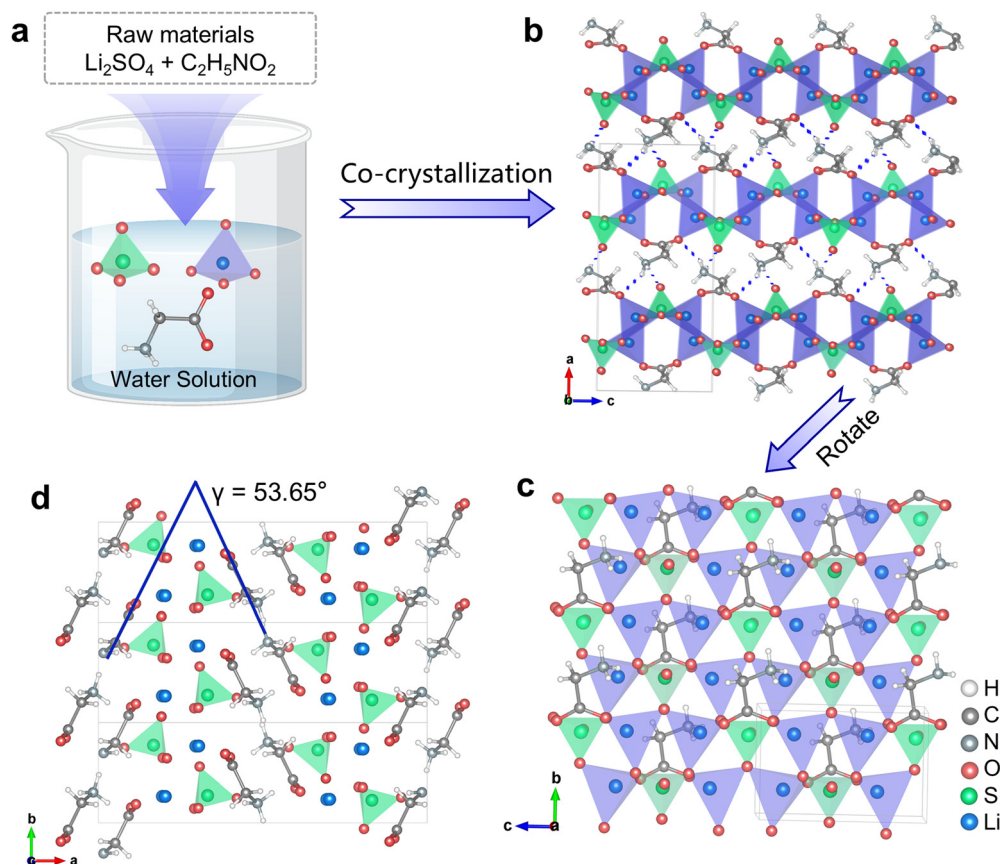 a
Raw materials
Li₂SO₄ + C₂H₅NO₂
Water Solution
Co-crystallization
b
a
b
c
Rotate
d
γ = 53.65°
b
c
a
c
b
c
a
H
C
N
O
S
Li